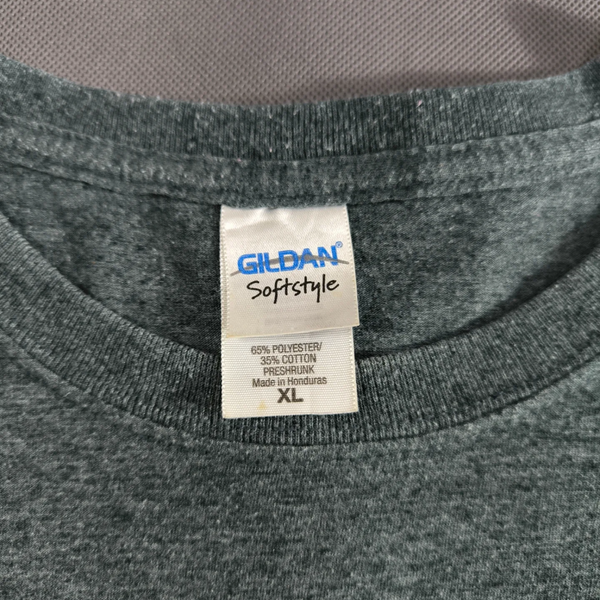 GILDAN®
Softstyle
65% POLYESTER/
35% COTTON
PRESHRUNK
Made in Honduras
XL